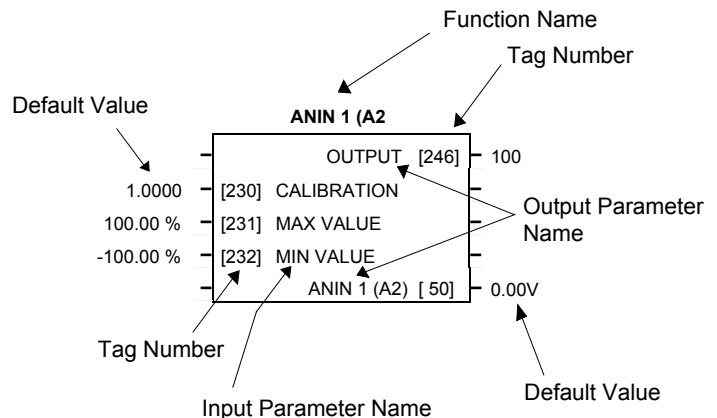 Function Name
Tag Number
Default Value
ANIN 1 (A2
OUTPUT [246] 100
1.0000 [230] CALIBRATION
100.00 % [231] MAX VALUE
Output Parameter
Name
-100.00 % [232] MIN VALUE
ANIN 1 (A2) [ 50] 0.00V
Tag Number
Default Value
Input Parameter Name